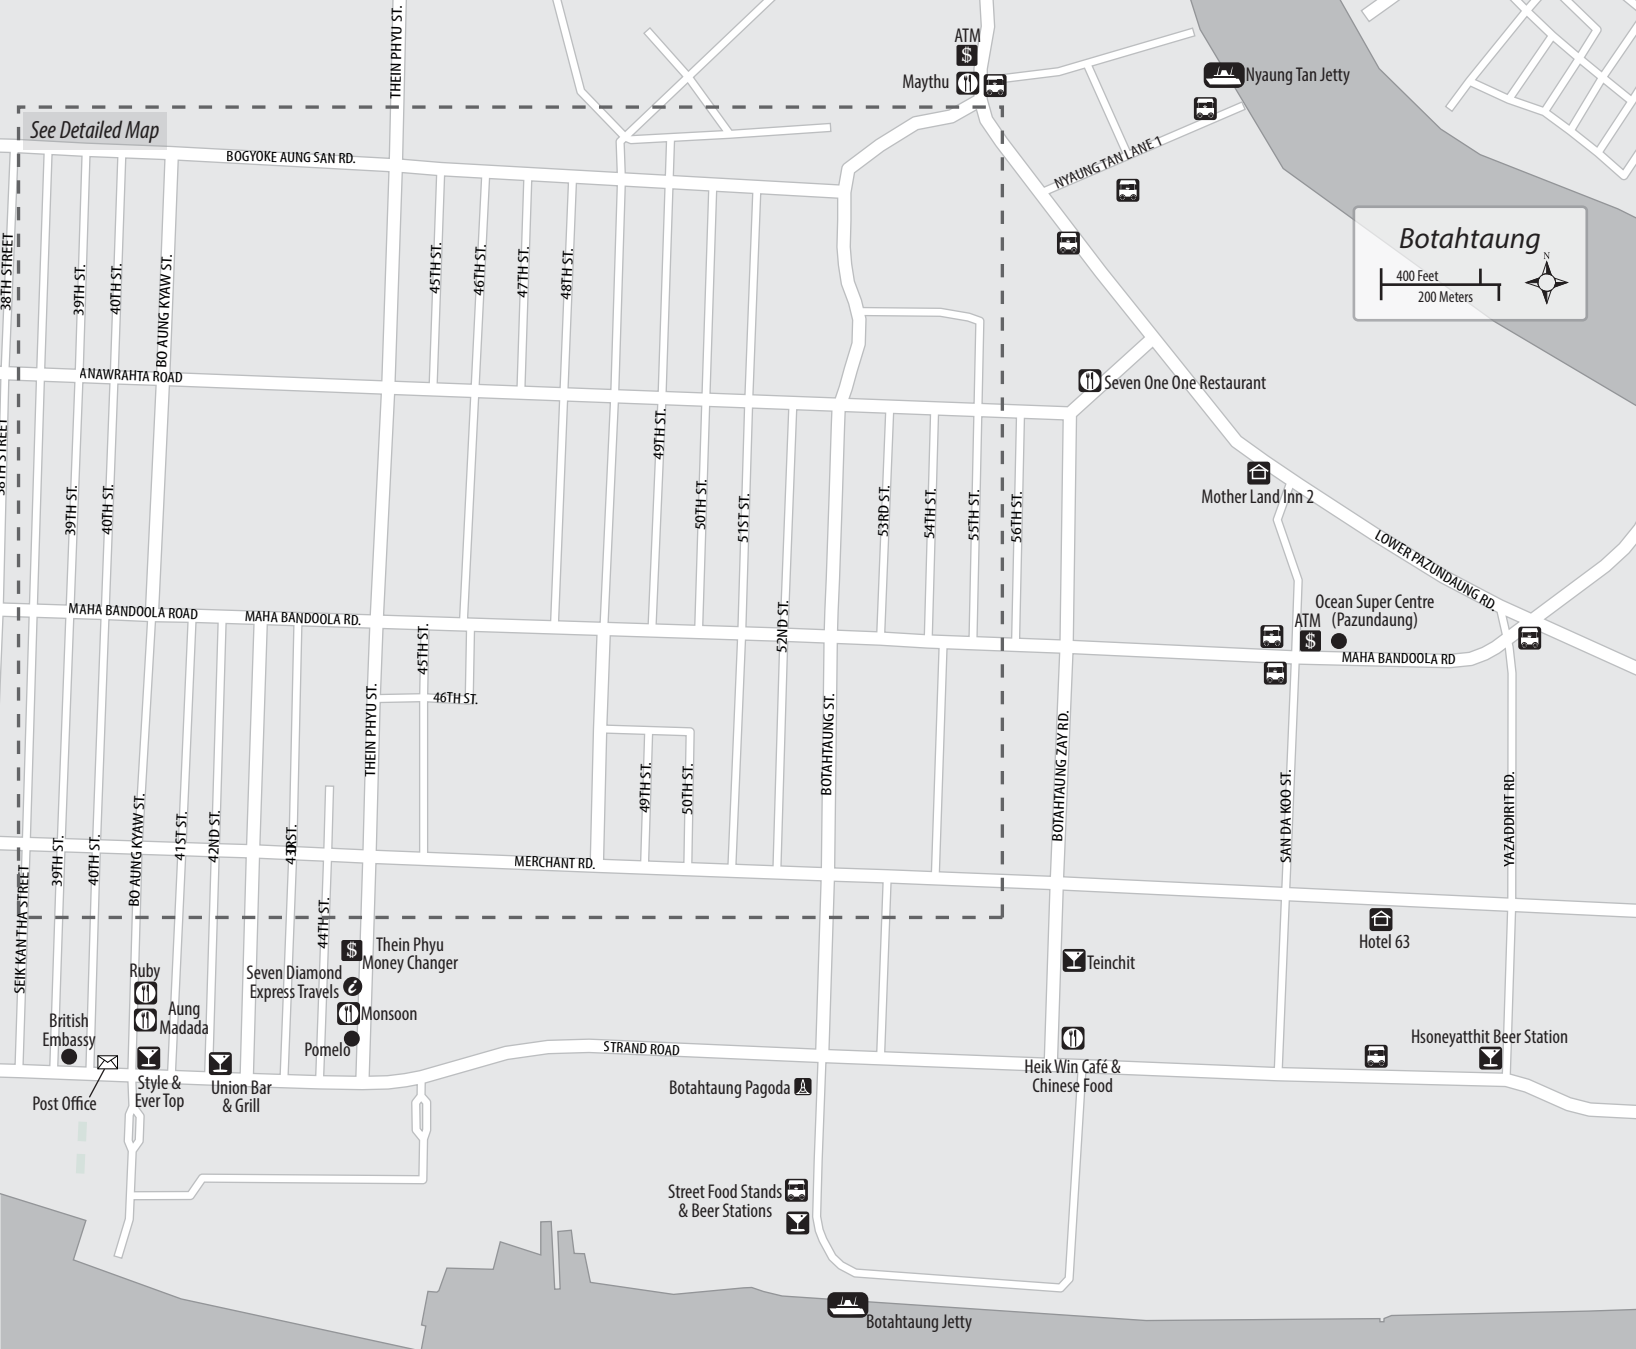 THEIN PHYU ST.
ATM
$
Maythu
Nyaung Tan Jetty
See Detailed Map
BOGYOKE AUNG SAN RD.
NYAUNG TAN LANE 1
Botahtaung
N
400 Feet
200 Meters
38TH STREET
39TH ST.
40TH ST.
BO AUNG KYAW ST.
45TH ST.
46TH ST.
47TH ST.
48TH ST.
ANAWRAHTA ROAD
Seven One One Restaurant
38TH STREET
39TH ST.
40TH ST.
49TH ST.
50TH ST.
51ST ST.
53RD ST.
54TH ST.
55TH ST.
56TH ST.
Mother Land Inn 2
LOWER PAZUNDAUNG RD.
MAHA BANDOOLA ROAD
MAHA BANDOOLA RD.
52ND ST.
Ocean Super Centre
(Pazundaung)
ATM
$
MAHA BANDOOLA RD
45TH ST.
46TH ST.
THEIN PHYU ST.
BOTAHTAUNG ST.
BOTAHTAUNG ZAY RD.
49TH ST.
50TH ST.
SAN DA KOO ST.
YAZADDIRIT RD.
39TH ST.
40TH ST.
BO AUNG KYAW ST.
41ST ST.
42ND ST.
MERCHANT RD.
SEIK KAN THA STREET
44TH ST.
$
Thein Phyu
Money Changer
Hotel 63
Teinchit
Ruby
Seven Diamond
Express Travels
i
Aung
Madada
Monsoon
British
Embassy
Pomelo
STRAND ROAD
Hsoneyatthit Beer Station
Heik Win Café &
Chinese Food
Post Office
Style &
Ever Top
Union Bar
& Grill
Botahtaung Pagoda
Street Food Stands
& Beer Stations
Botahtaung Jetty